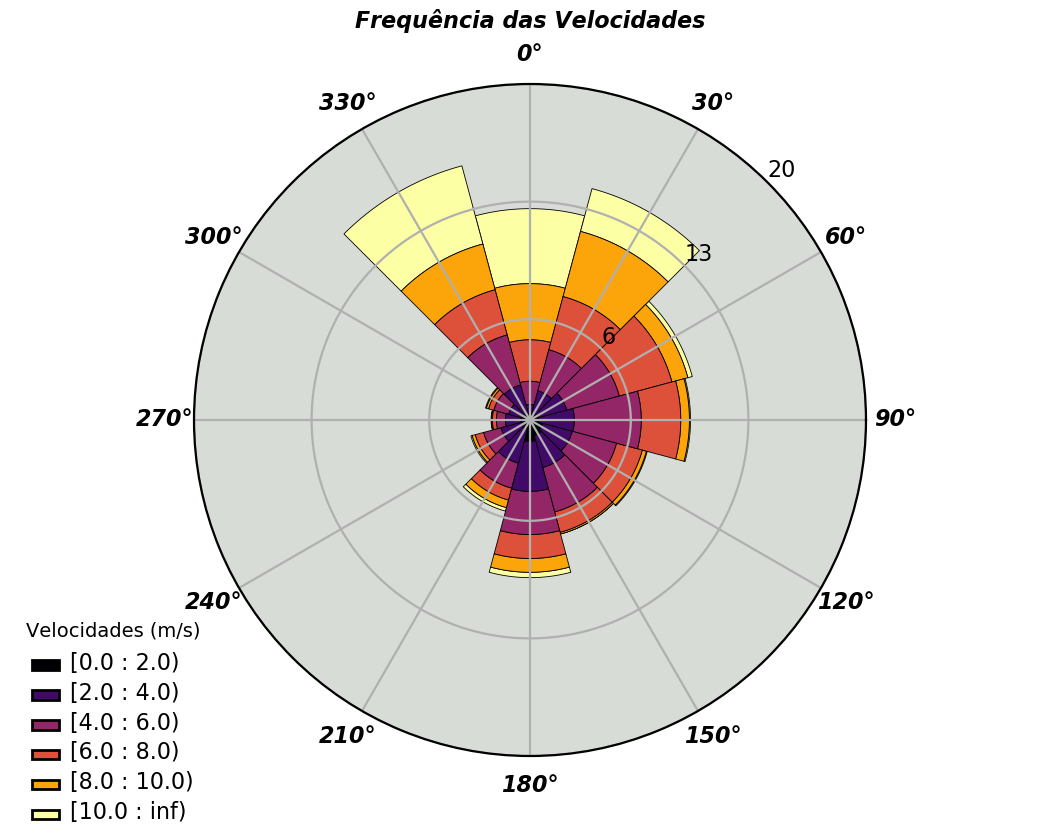 Frequência das Velocidades
0°
330°
30°
20
300°
60°
13
6
270°
90°
240°
120°
210°
150°
180°
Velocidades (m/s)
[0.0 : 2.0)
[2.0 : 4.0)
[4.0 : 6.0)
[6.0 : 8.0)
[8.0 : 10.0)
[10.0 : inf)